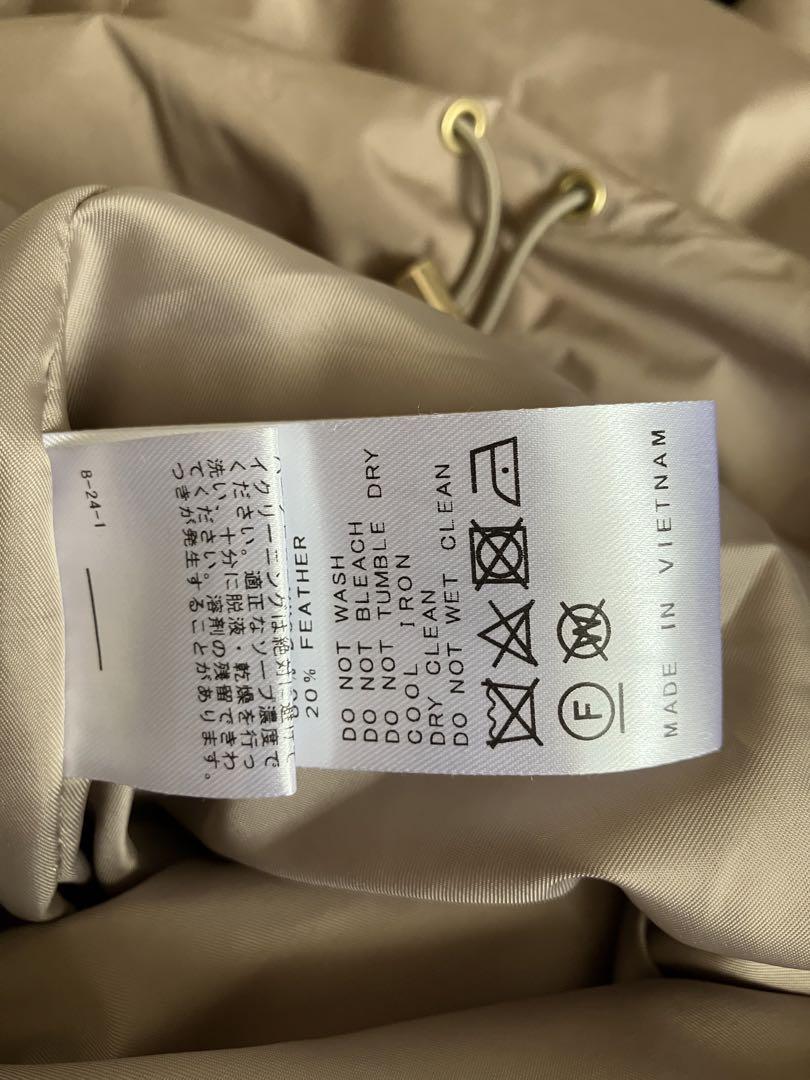 イクリーニングは絶対に避けて
ください。適正なソープ濃度で
洗い、十分に脱液・乾燥を行っ
てください。溶剤の残留できわ
つきが発生することがあります。
8-24-1
20% FEATHER
DO NOT WASH
DO NOT BLEACH
DO NOT TUMBLE DRY
COOL IRON
DRY CLEAN
DO NOT WET CLEAN
F W
MADE IN VIETNAM